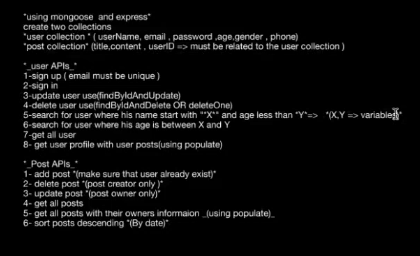 "using mongoose  and express"
create two collections
"user collection " ( userName, email , password ,age,gender , phone)
"post collection" (title,content , userID => must be related to the user collection )
"_user APIs_"
1-sign up ( email must be unique )
2-sign in
3-update user use(findByIdAndUpdate)
4-delete user use(findByIdAndDelete OR deleteOne)
5-search for user where his name start with "*X*" and age less than *Y*=>   *(X,Y => variables)*
6-search for user where his age is between X and Y
7-get all user
8- get user profile with user posts(using populate)
"_Post APIs_"
1- add post *(make sure that user already exist)*
2- delete post *(post creator only )*
3- update post *(post owner only)*
4- get all posts
5- get all posts with their owners informaion _(using populate)_
6- sort posts descending *(By date)*